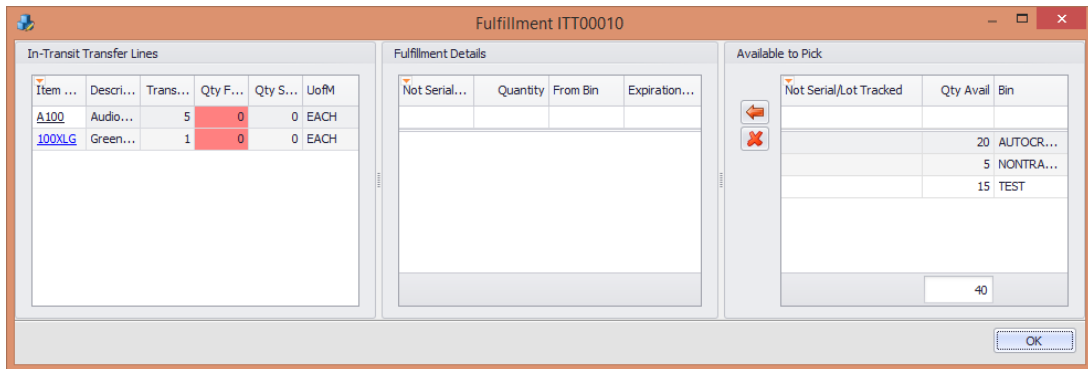 Fulfillment ITT00010
In-Transit Transfer Lines
Item ... Descri... Trans... Qty F... Qty S... UofM
A100 Audio... 5 0 0 EACH
100XLG Green... 1 0 0 EACH
Fulfillment Details
Not Serial... Quantity From Bin Expiration...
Available to Pick
Not Serial/Lot Tracked Qty Avail Bin
20 AUTOCR...
5 NONTRA...
15 TEST
40
OK